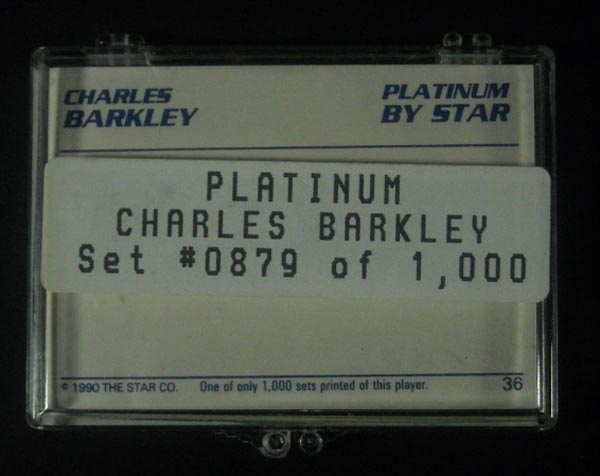 CHARLES BARKLEY
PLATINUM BY STAR
PLATINUM
CHARLES BARKLEY
Set #0879 of 1,000
© 1990 THE STAR CO. One of only 1,000 sets printed of this player. 36